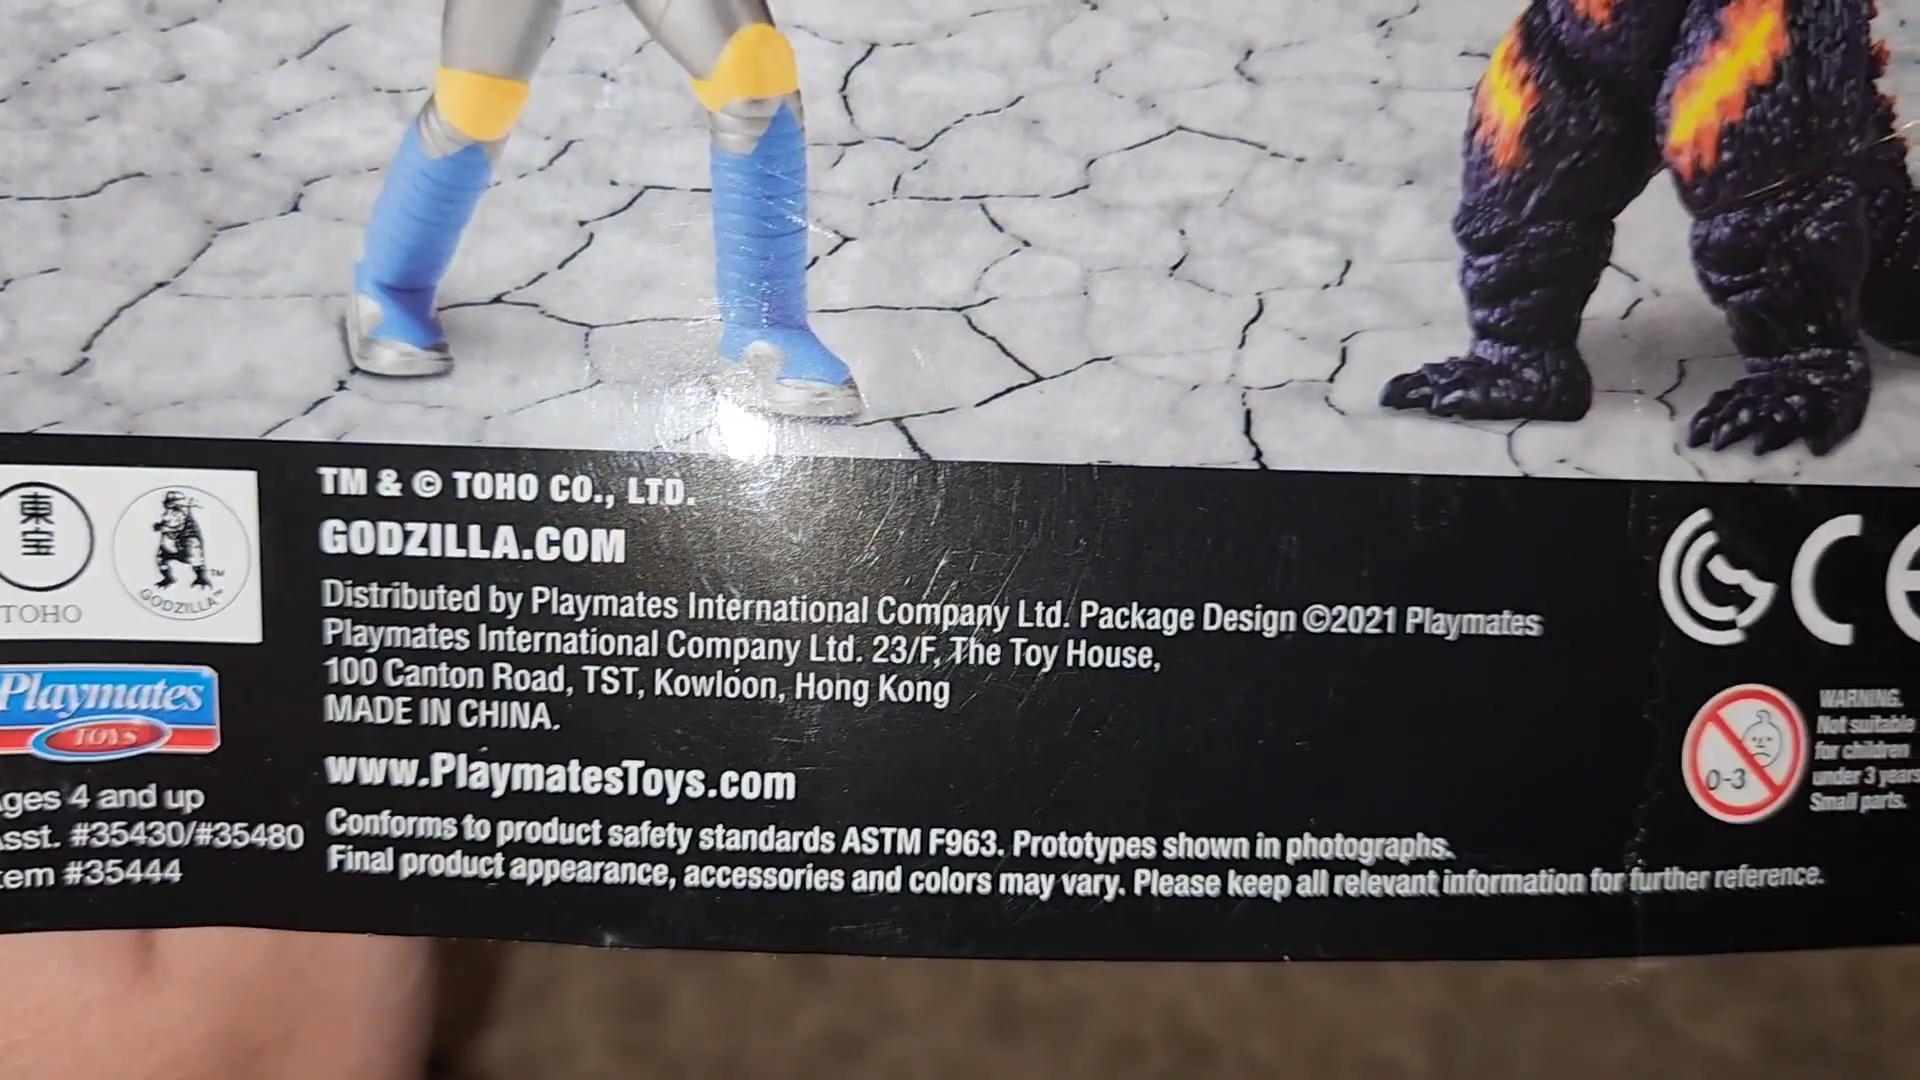 TM & © TOHO CO., LTD.
GODZILLA.COM
Distributed by Playmates International Company Ltd. Package Design ©2021 Playmates
Playmates International Company Ltd. 23/F, The Toy House,
100 Canton Road, TST, Kowloon, Hong Kong
MADE IN CHINA.
www.PlaymatesToys.com
Conforms to product safety standards ASTM F963. Prototypes shown in photographs.
Final product appearance, accessories and colors may vary. Please keep all relevant information for further reference.
東宝
TOHO
GODZILLA™
TM
Playmates
TOYS
ges 4 and up
sst. #35430/#35480
em #35444
CE
0-3
WARNING.
Not suitable
for children
under 3 years
Small parts.